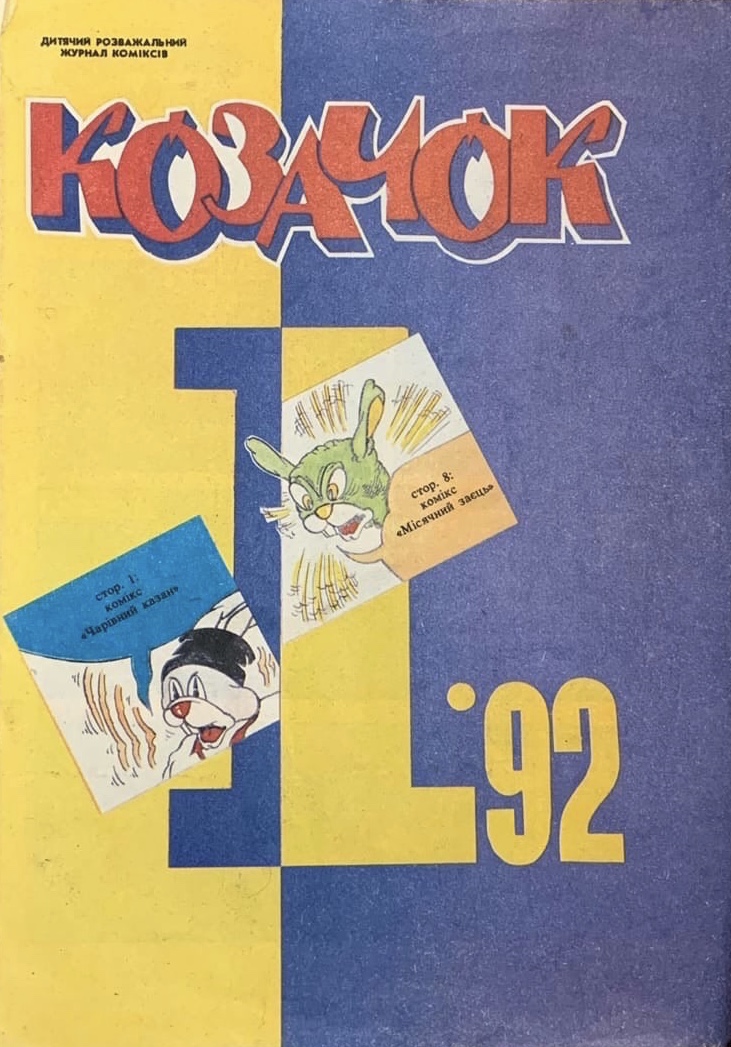 ДИТЯЧИЙ РОЗВАЖАЛЬНИЙ
ЖУРНАЛ КОМІКСІВ
КОЗАЧОК
1·92
стор. 8:
комікс
«Місячний заєць»
стор. 1:
комікс
«Чарівний казан»